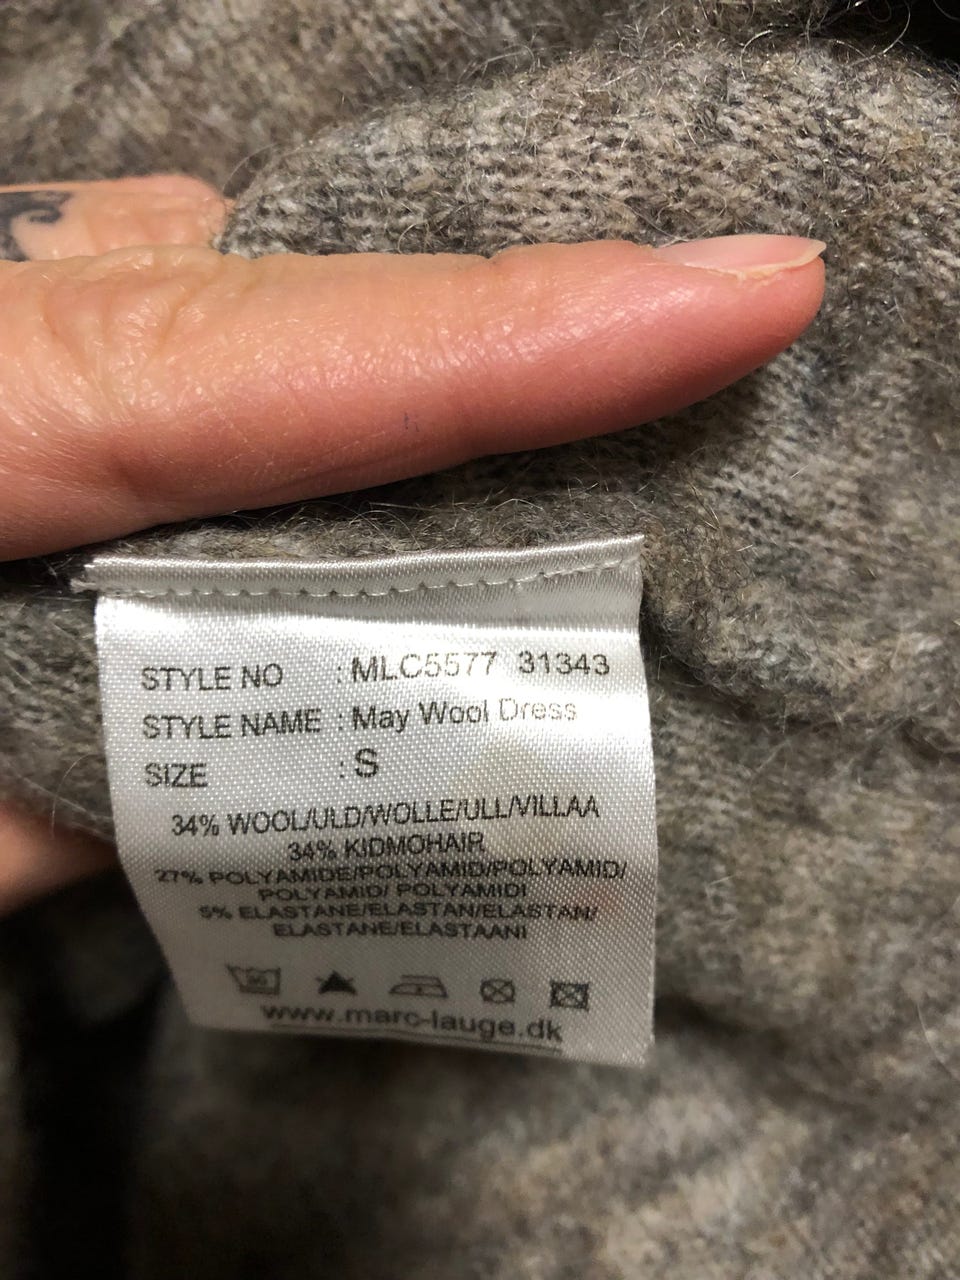 STYLE NO : MLC5577 31343
STYLE NAME : May Wool Dress
SIZE : S
34% WOOL/ULD/WOLLE/ULL/VILLAA
34% KIDMOHAIR
27% POLYAMIDE/POLYAMID/POLYAMID/
POLYAMID/ POLYAMIDI
5% ELASTANE/ELASTAN/ELASTAN/
ELASTANE/ELASTAANI
www.marc-lauge.dk